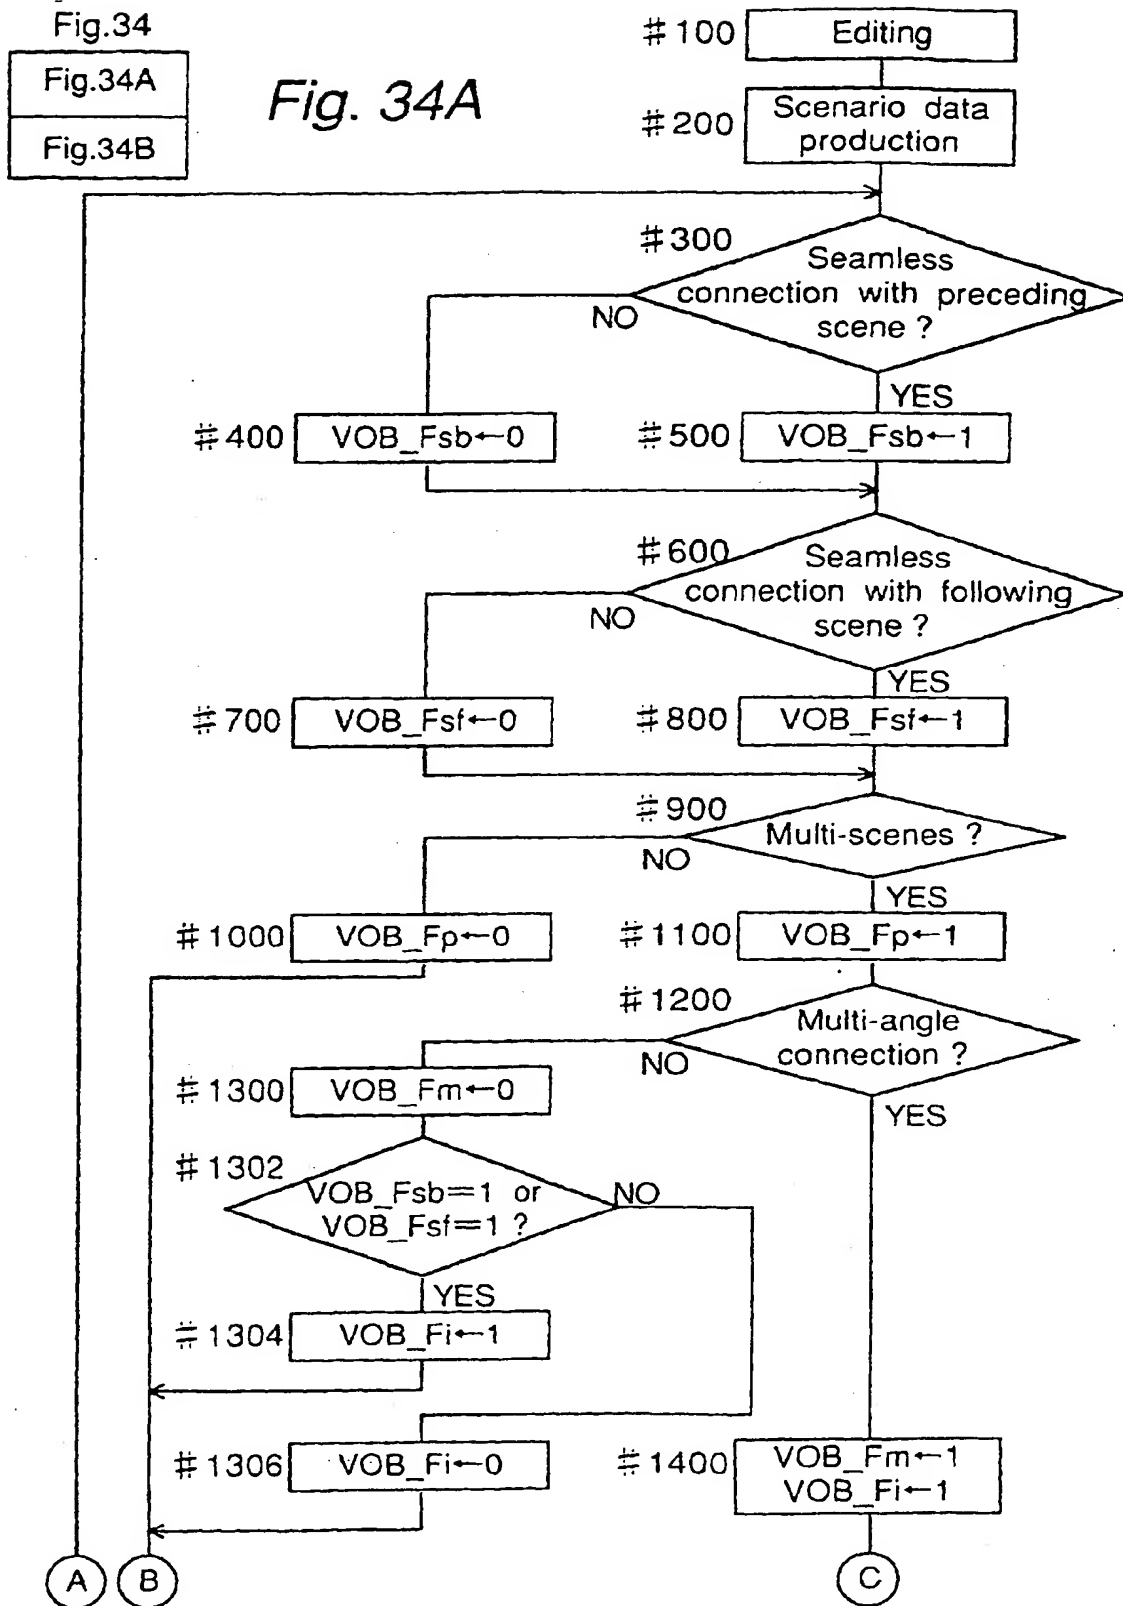 Fig.34
Fig.34A
Fig.34B
Fig. 34A
#100
Editing
#200
Scenario data
production
#300
Seamless
connection with preceding
scene ?
NO
YES
#400
VOB_Fsb←0
#500
VOB_Fsb←1
#600
Seamless
connection with following
scene ?
NO
YES
#700
VOB_Fsf←0
#800
VOB_Fsf←1
#900
Multi-scenes ?
NO
YES
#1000
VOB_Fp←0
#1100
VOB_Fp←1
#1200
Multi-angle
connection ?
NO
YES
#1300
VOB_Fm←0
#1302
VOB_Fsb=1 or
VOB_Fsf=1 ?
NO
YES
#1304
VOB_Fi←1
#1306
VOB_Fi←0
#1400
VOB_Fm←1
VOB_Fi←1
A
B
C